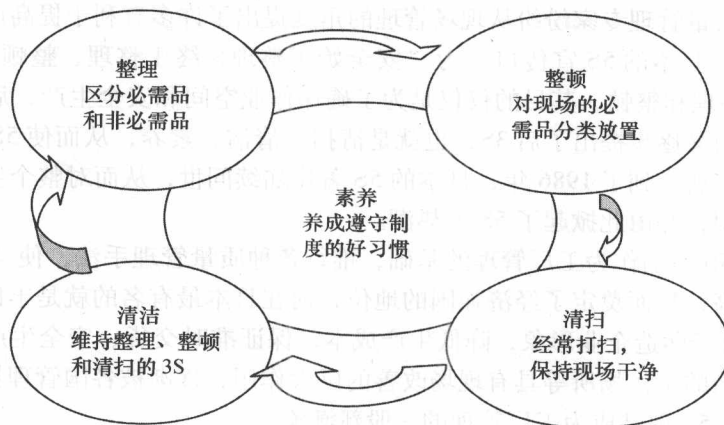 整理
区分必需品
和非必需品
整顿
对现场的必
需品分类放置
素养
养成遵守制
度的好习惯
清洁
维持整理、整顿
和清扫的3S
清扫
经常打扫，
保持现场干净